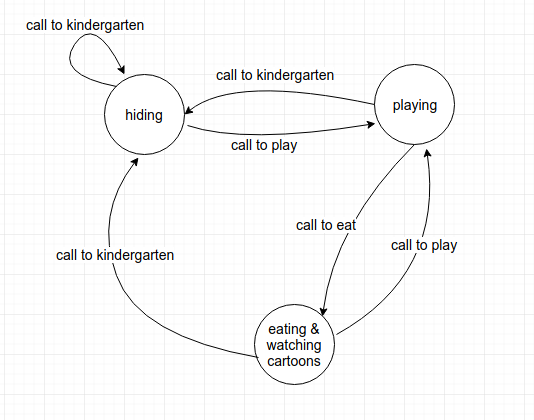 call to kindergarten
call to kindergarten
hiding
playing
call to play
call to eat
call to play
call to kindergarten
eating &
watching
cartoons